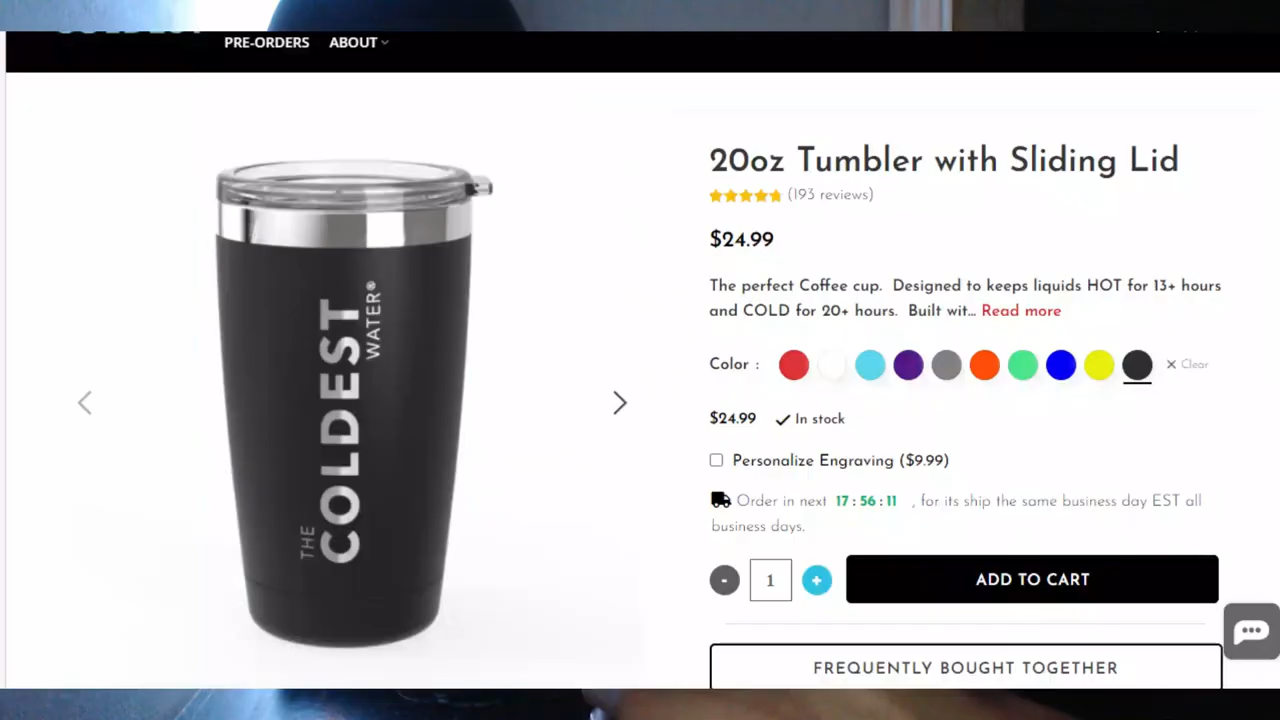 PRE-ORDERS ABOUT
20oz Tumbler with Sliding Lid
(193 reviews)
$24.99
The perfect Coffee cup. Designed to keeps liquids HOT for 13+ hours
and COLD for 20+ hours. Built wit... Read more
Color : × Clear
$24.99 In stock
Personalize Engraving ($9.99)
Order in next 17 : 56 : 11 , for its ship the same business day EST all
business days.
- 1 + ADD TO CART
FREQUENTLY BOUGHT TOGETHER
THE
COLDEST
WATER®